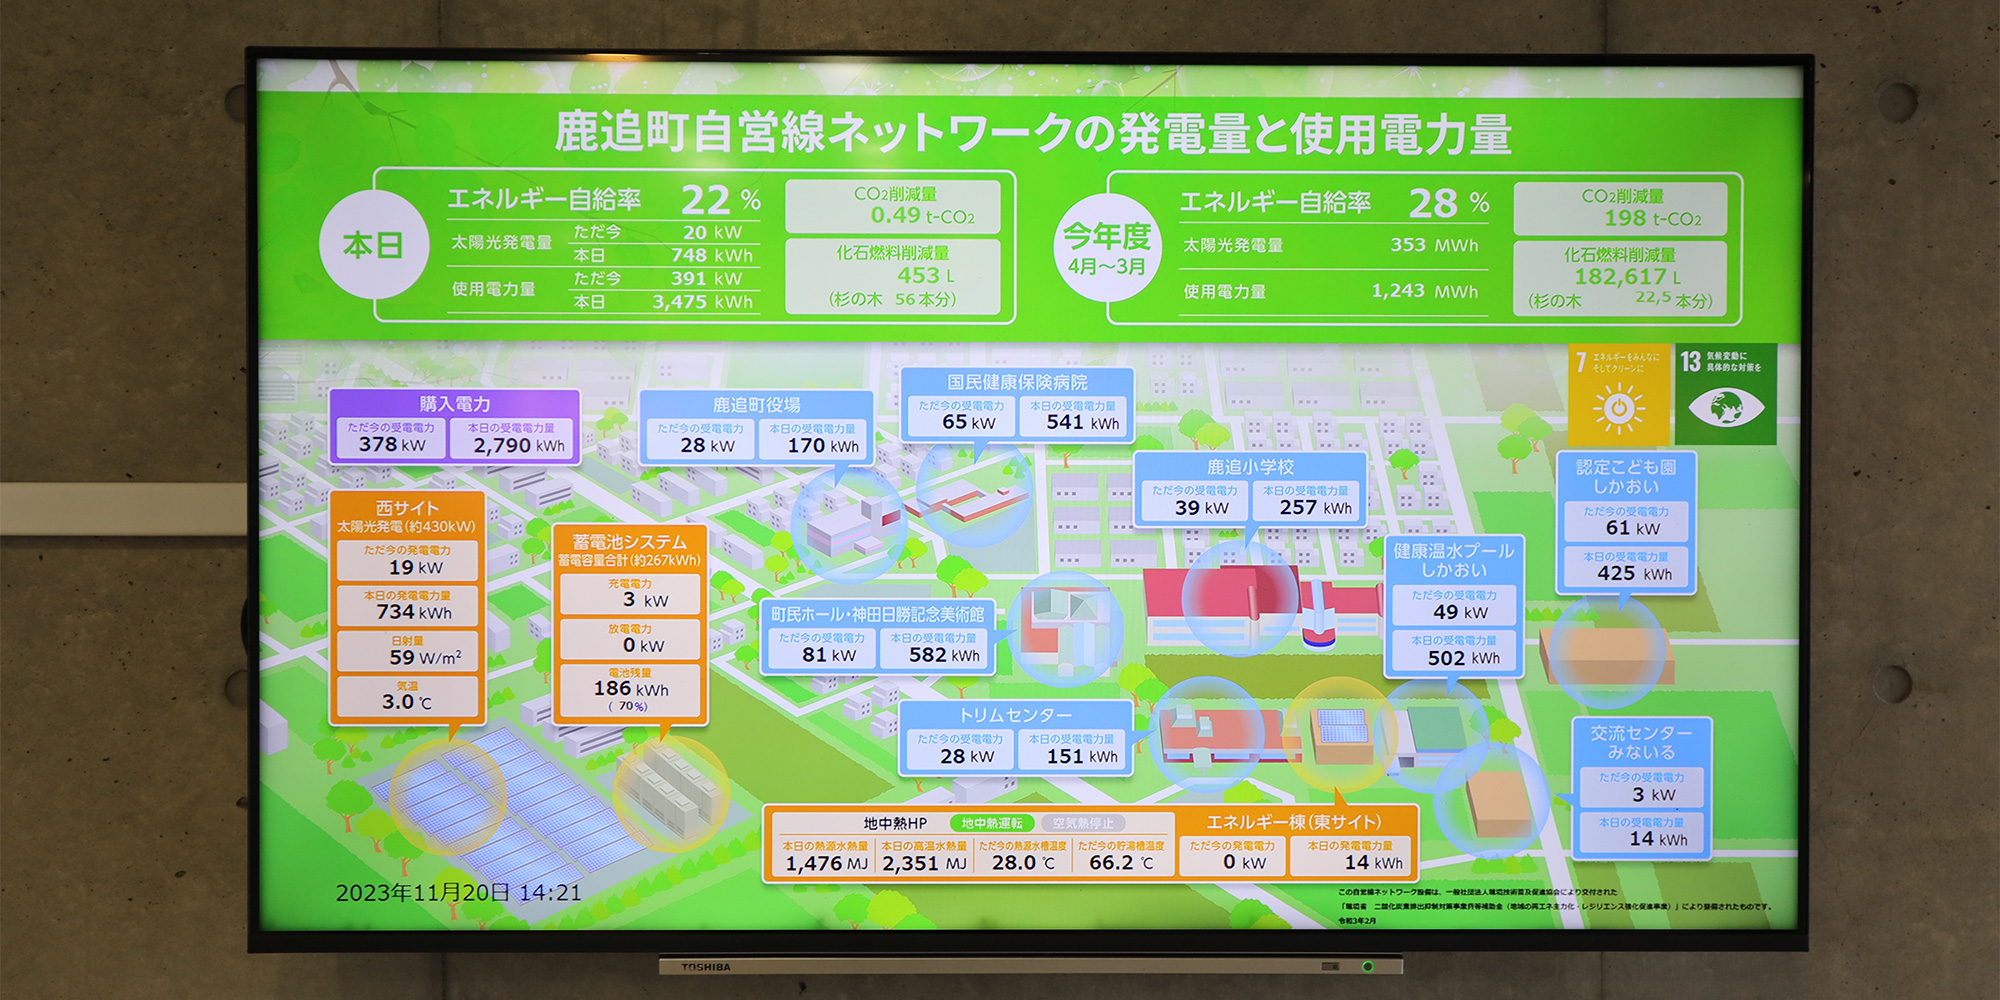 鹿追町自営線ネットワークの発電量と使用電力量
本日
エネルギー自給率 22 %
太陽光発電量 ただ今 20 kW
本日 748 kWh
使用電力量 ただ今 391 kW
本日 3,475 kWh
CO2削減量
0.49 t-CO2
化石燃料削減量
453 L
(杉の木 56 本分)
今年度
4月～3月
エネルギー自給率 28 %
太陽光発電量 353 MWh
使用電力量 1,243 MWh
CO2削減量
198 t-CO2
化石燃料削減量
182,617 L
(杉の木 22,5 本分)
7 エネルギーをみんなに
そしてクリーンに
13 気候変動に
具体的な対策を
購入電力
ただ今の受電電力 本日の受電電力量
378 kW 2,790 kWh
鹿追町役場
ただ今の受電電力 本日の受電電力量
28 kW 170 kWh
国民健康保険病院
ただ今の受電電力 本日の受電電力量
65 kW 541 kWh
鹿追小学校
ただ今の受電電力 本日の受電電力量
39 kW 257 kWh
認定こども園
しかおい
ただ今の受電電力
61 kW
本日の受電電力量
425 kWh
西サイト
太陽光発電(約430kW)
ただ今の発電電力
19 kW
本日の発電電力量
734 kWh
日射量
59 W/m²
気温
3.0 ℃
蓄電池システム
蓄電容量合計(約267kWh)
充電電力
3 kW
放電電力
0 kW
電池残量
186 kWh
( 70 %)
町民ホール・神田日勝記念美術館
ただ今の受電電力 本日の受電電力量
81 kW 582 kWh
健康温水プール
しかおい
ただ今の受電電力
49 kW
本日の受電電力量
502 kWh
トリムセンター
ただ今の受電電力 本日の受電電力量
28 kW 151 kWh
交流センター
みないる
ただ今の受電電力
3 kW
本日の受電電力量
14 kWh
地中熱HP 地中熱運転 空気熱停止
本日の熱源水熱量 本日の高温水熱量 ただ今の熱源水槽温度 ただ今の貯湯槽温度
1,476 MJ 2,351 MJ 28.0 ℃ 66.2 ℃
エネルギー棟(東サイト)
ただ今の発電電力 本日の発電電力量
0 kW 14 kWh
2023年11月20日 14:21
この自営線ネットワーク設備は、一般社団法人環境技術普及促進協会により交付された
「環境省 二酸化炭素排出抑制対策事業費等補助金（地域の再エネ主力化・レジリエンス強化促進事業）」により整備されたものです。
令和3年2月
TOSHIBA